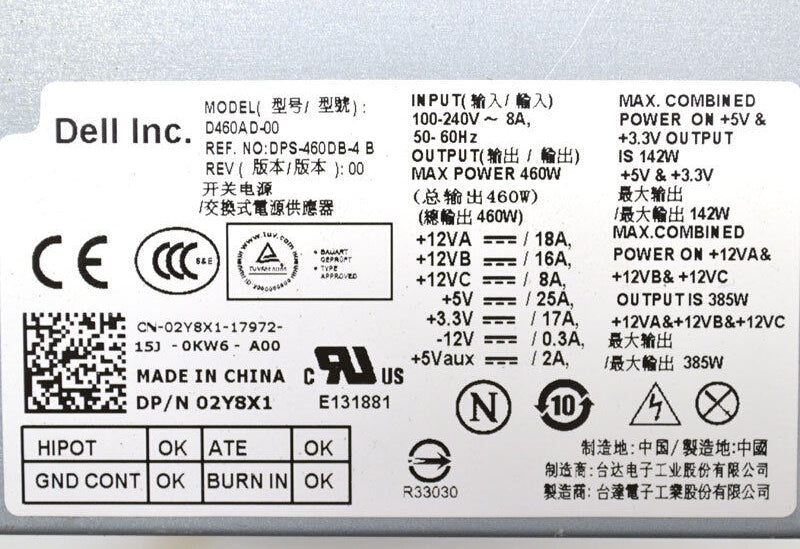 Dell Inc.
MODEL( 型号/ 型號) :
D460AD-00
REF. NO:DPS-460DB-4 B
REV ( 版本/版本) : 00
开关电源
/交換式電源供應器
INPUT( 输入/ 輸入)
100-240V ~ 8A,
50- 60Hz
OUTPUT(输出 / 輸出)
MAX POWER 460W
(总输出460W)
(總輸出 460W)
+12VA / 18A,
+12VB / 16A,
+12VC / 8A,
+5V / 25A,
+3.3V / 17A,
-12V / 0.3A,
+5Vaux / 2A,
MAX. COMBINED
POWER ON +5V &
+3.3V OUTPUT
IS 142W
+5V & +3.3V
最大输出
/最大輸出 142W
MAX.COMBINED
POWER ON +12VA&
+12VB& +12VC
OUTPUT IS 385W
+12VA&+12VB&+12VC
最大输出
/最大輸出 385W
CE
CCC S&E
www.tuv.com
BAUART
GEPRÜFT
TYPE
APPROVED
CN-02Y8X1-17972-
15J - 0KW6 - A00
MADE IN CHINA
DP/N 02Y8X1
c RU US
E131881
N
10
HIPOT OK ATE OK
GND CONT OK BURN IN OK
R33030
制造地: 中国/ 製造地: 中國
制造商: 台达电子工业股份有限公司
製造商: 台達電子工業股份有限公司